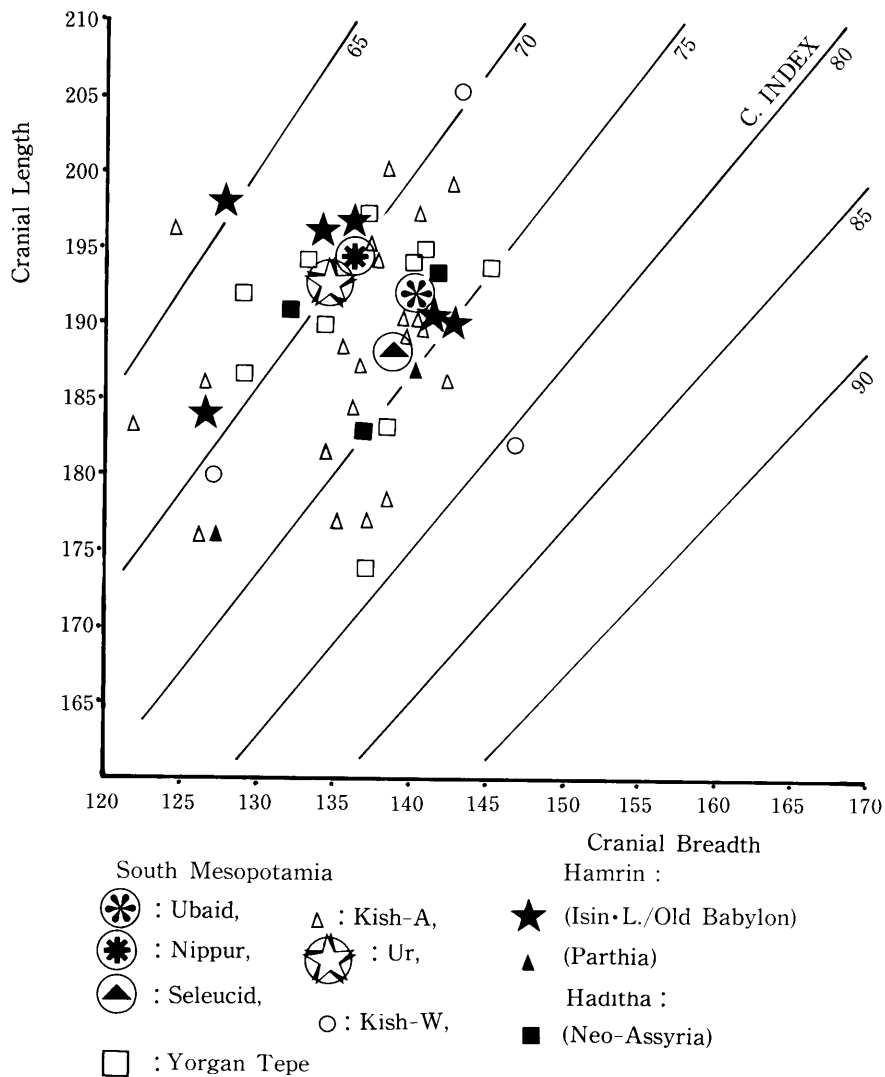 210
205
200
195
190
185
180
175
170
165
Cranial Length
65
70
75
C. INDEX 80
85
90
120 125 130 135 140 145 150 155 160 165 170
Cranial Breadth
South Mesopotamia
: Ubaid,
: Nippur,
: Seleucid,
: Yorgan Tepe
: Kish-A,
: Ur,
: Kish-W,
Hamrin :
(Isin·L./Old Babylon)
(Parthia)
Haditha :
(Neo-Assyria)